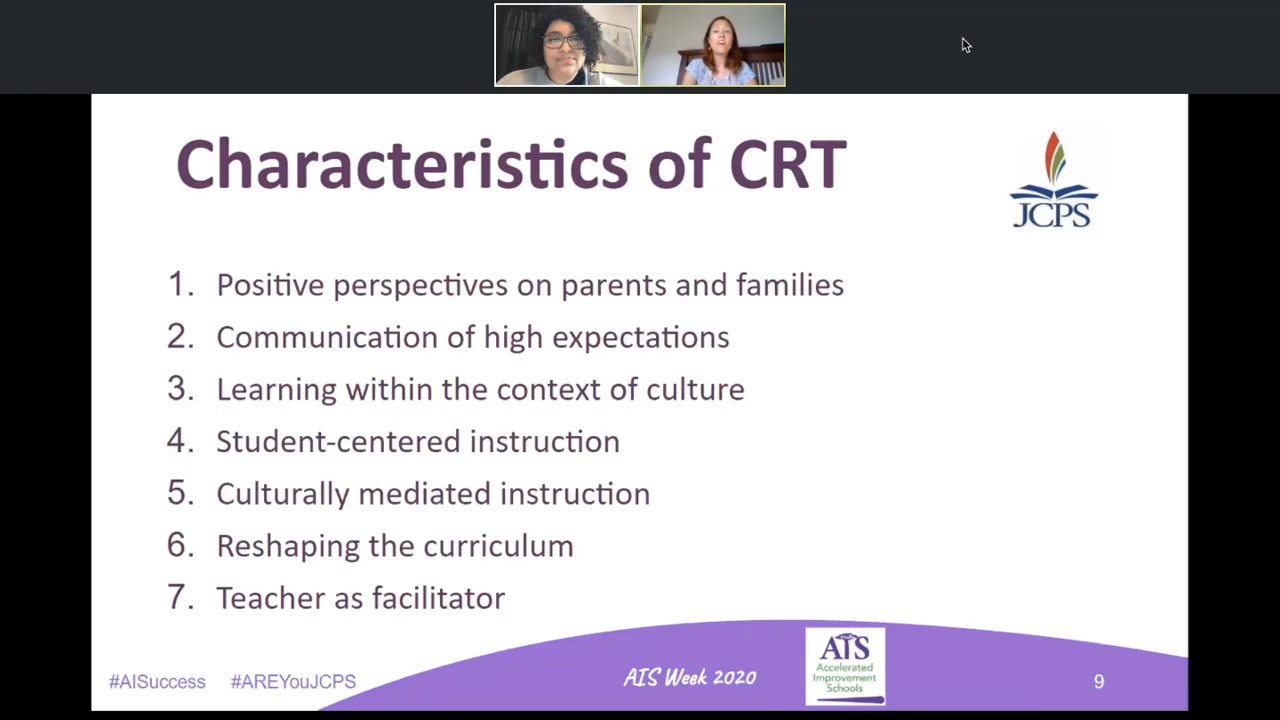 Characteristics of CRT
JCPS
1. Positive perspectives on parents and families
2. Communication of high expectations
3. Learning within the context of culture
4. Student-centered instruction
5. Culturally mediated instruction
6. Reshaping the curriculum
7. Teacher as facilitator
#AISuccess #AREYouJCPS
AIS Week 2020
AIS
Accelerated
Improvement
Schools
9